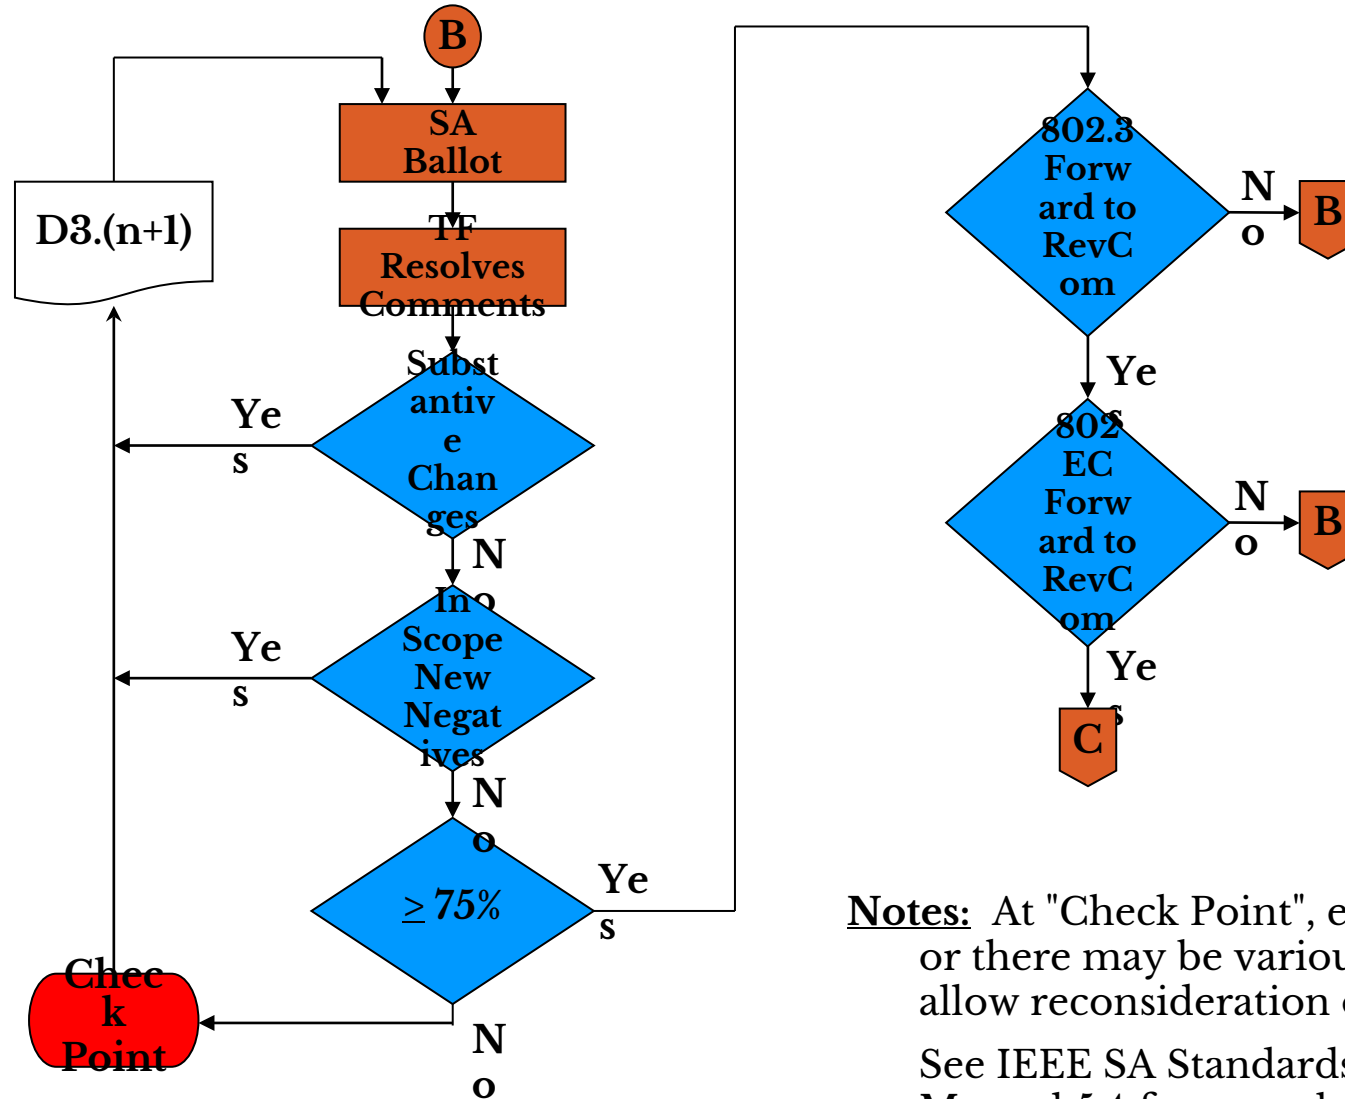 B
SA
Ballot
D3.(n+1)
TF
Resolves
Comments
Subst
antiv
e
Chan
ges
Ye
s
N
o
In
Scope
New
Negat
ives
Ye
s
N
o
≥ 75%
Ye
s
N
o
Chec
k
Point
802.3
Forw
ard to
RevC
om
N
o
B
Ye
s
802
EC
Forw
ard to
RevC
om
N
o
B
Ye
s
C
Notes: At "Check Point", e
or there may be variou
allow reconsideration
See IEEE SA Standards